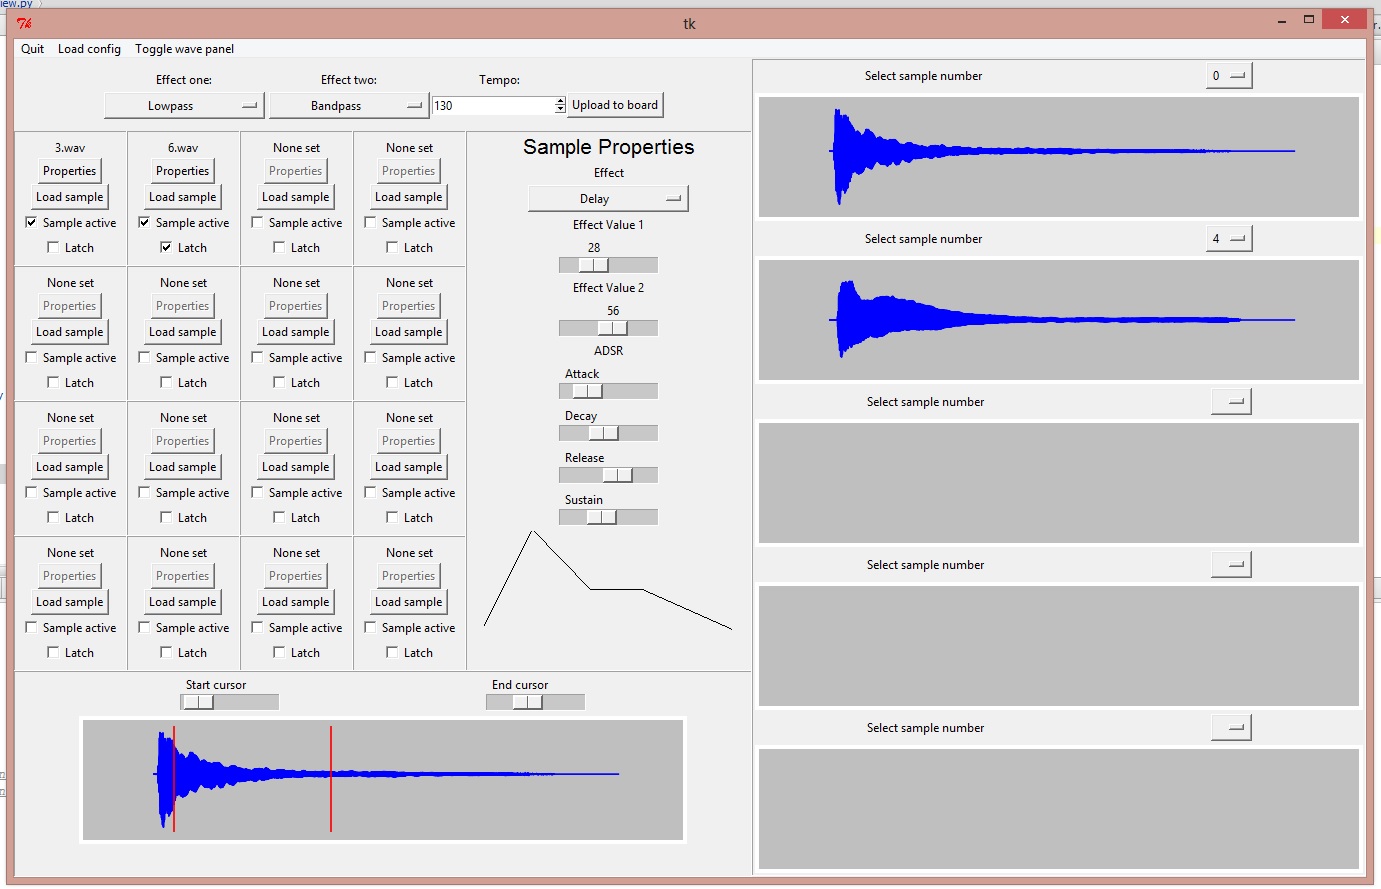 iew.py
tk
Quit Load config Toggle wave panel
Effect one: Effect two: Tempo:
Lowpass Bandpass 130 Upload to board
3.wav 6.wav None set None set
Properties Properties Properties Properties
Load sample Load sample Load sample Load sample
Sample active Sample active Sample active Sample active
Latch Latch Latch Latch
None set None set None set None set
Properties Properties Properties Properties
Load sample Load sample Load sample Load sample
Sample active Sample active Sample active Sample active
Latch Latch Latch Latch
None set None set None set None set
Properties Properties Properties Properties
Load sample Load sample Load sample Load sample
Sample active Sample active Sample active Sample active
Latch Latch Latch Latch
None set None set None set None set
Properties Properties Properties Properties
Load sample Load sample Load sample Load sample
Sample active Sample active Sample active Sample active
Latch Latch Latch Latch
Sample Properties
Effect
Delay
Effect Value 1
28
Effect Value 2
56
ADSR
Attack
Decay
Release
Sustain
Start cursor End cursor
Select sample number 0
Select sample number 4
Select sample number
Select sample number
Select sample number